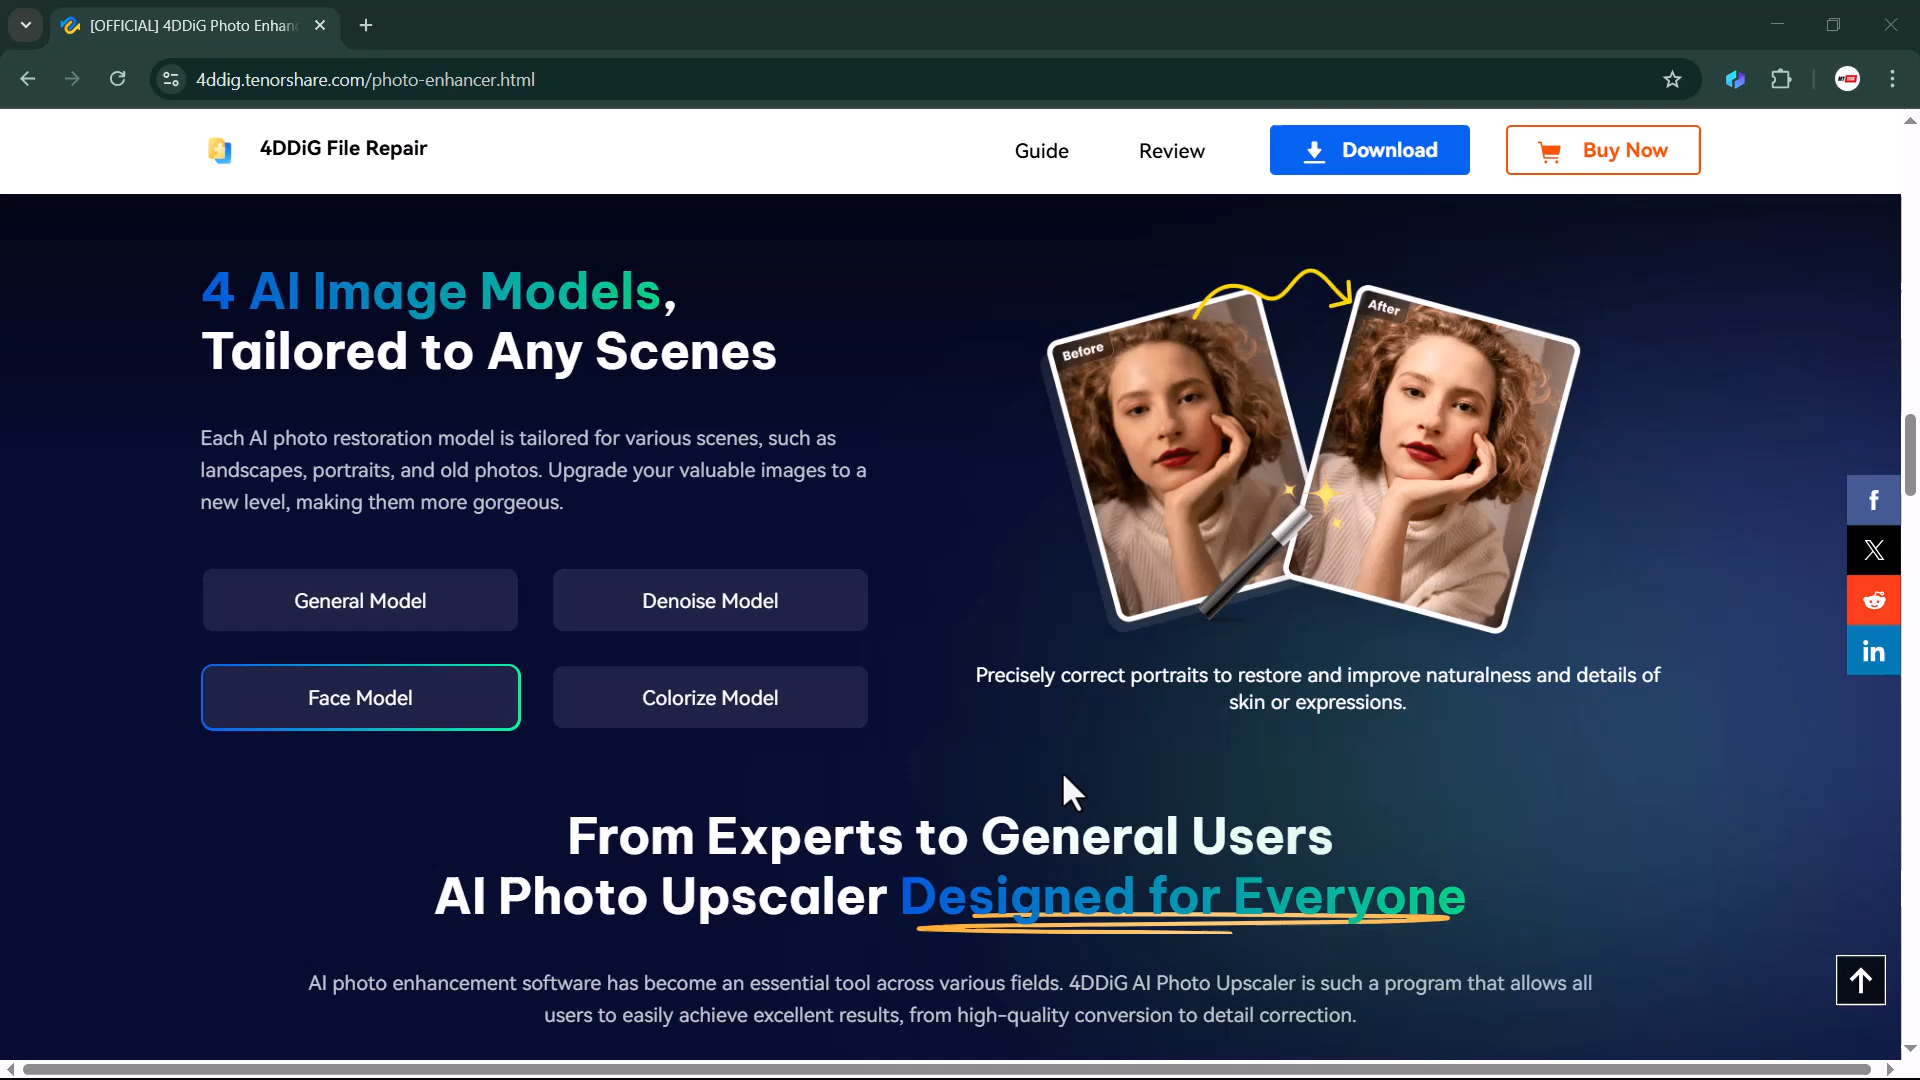 [OFFICIAL] 4DDiG Photo Enhan
4ddig.tenorshare.com/photo-enhancer.html
4DDiG File Repair
Guide
Review
Download
Buy Now
4 AI Image Models,
Tailored to Any Scenes
Each AI photo restoration model is tailored for various scenes, such as
landscapes, portraits, and old photos. Upgrade your valuable images to a
new level, making them more gorgeous.
General Model
Denoise Model
Face Model
Colorize Model
Before
After
Precisely correct portraits to restore and improve naturalness and details of
skin or expressions.
From Experts to General Users
AI Photo Upscaler Designed for Everyone
AI photo enhancement software has become an essential tool across various fields. 4DDiG AI Photo Upscaler is such a program that allows all
users to easily achieve excellent results, from high-quality conversion to detail correction.